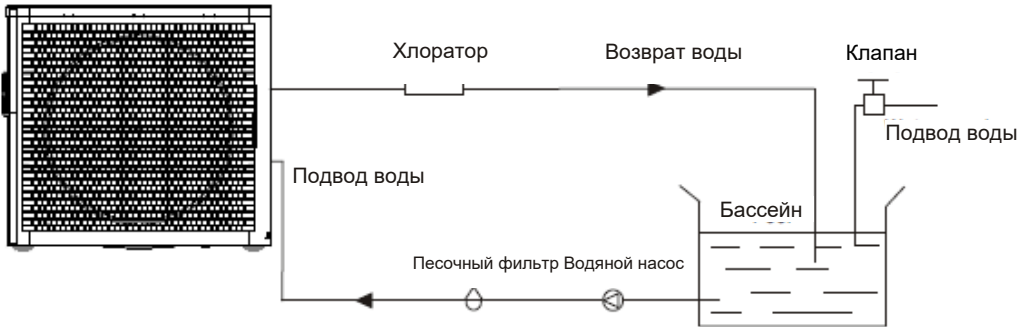 Хлоратор
Возврат воды
Клапан
Подвод воды
Подвод воды
Бассейн
Песочный фильтр Водяной насос